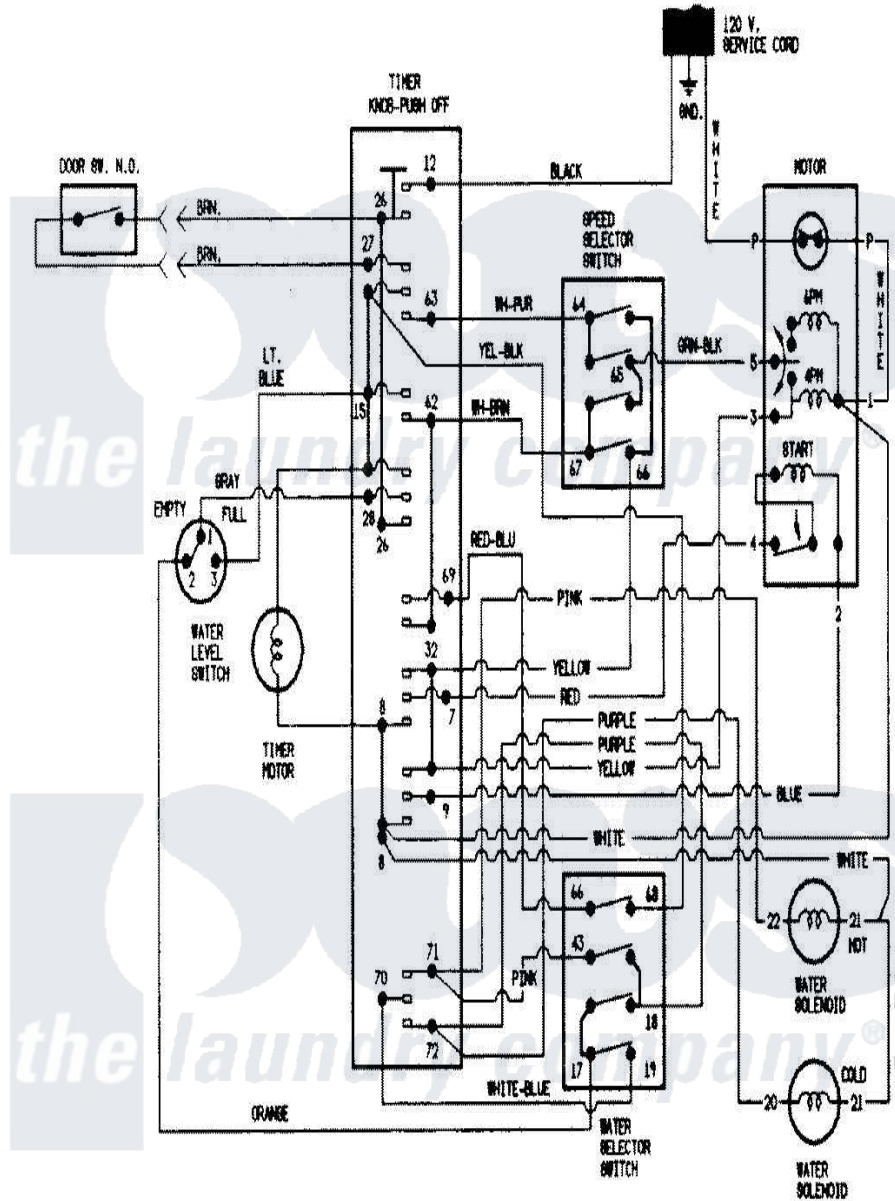 120 V.
SERVICE CORD
GND.
TIMER
KNOB-PUSH OFF
DOOR SW. N.O.
BRN.
BRN.
12
26
27
BLACK
WHITE
MOTOR
P
P
WHITE
6PM
4PM
5
3
1
START
4
2
SPEED
SELECTOR
SWITCH
64
65
67
66
63
WH-PUR
YEL-BLK
GRN-BLK
LT.
BLUE
15
62
WH-BRN
the laundry company®
GRAY
EMPTY
FULL
1
2
3
28
26
WATER
LEVEL
SWITCH
RED-BLU
69
PINK
32
YELLOW
RED
7
8
TIMER
MOTOR
PURPLE
PURPLE
YELLOW
9
BLUE
WHITE
8
WHITE
66
68
43
18
17
19
22
21
HOT
WATER
SOLENOID
71
PINK
70
72
WHITE-BLUE
the laundry company®
ORANGE
WATER
SELECTOR
SWITCH
COLD
20
21
WATER
SOLENOID